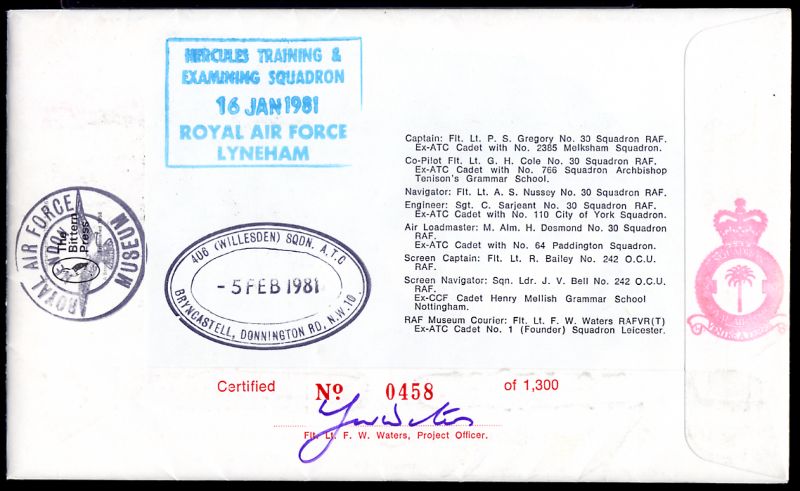 HERCULES TRAINING &
EXAMINING SQUADRON
16 JAN 1981
ROYAL AIR FORCE
LYNEHAM
Captain: Flt. Lt. P. S. Gregory No. 30 Squadron RAF.
Ex-ATC Cadet with No. 2385 Melksham Squadron.
Co-Pilot Flt. Lt. G. H. Cole No. 30 Squadron RAF.
Ex-ATC Cadet with No. 766 Squadron Archbishop
Tenison's Grammar School.
Navigator: Flt. Lt. A. S. Nussey No. 30 Squadron RAF.
Engineer: Sgt. C. Sarjeant No. 30 Squadron RAF.
Ex-ATC Cadet with No. 110 City of York Squadron.
Air Loadmaster: M. Alm. H. Desmond No. 30 Squadron
RAF.
Ex-ATC Cadet with No. 64 Paddington Squadron.
Screen Captain: Flt. Lt. R. Bailey No. 242 O.C.U.
RAF.
Screen Navigator: Sqn. Ldr. J. V. Bell No. 242 O.C.U.
RAF.
Ex-CCF Cadet Henry Mellish Grammar School
Nottingham.
RAF Museum Courier: Flt. Lt. F. W. Waters RAFVR(T)
Ex-ATC Cadet No. 1 (Founder) Squadron Leicester.
ROYAL AIR FORCE
MUSEUM
HENDON
The
Bittern
Press
406 (WILLESDEN) SQDN. A.T.C
- 5 FEB 1981
BRYNCASTELL, DONNINGTON RD, N.W.10.
Certified Nº 0458 of 1,300
Flt. Lt. F. W. Waters, Project Officer.